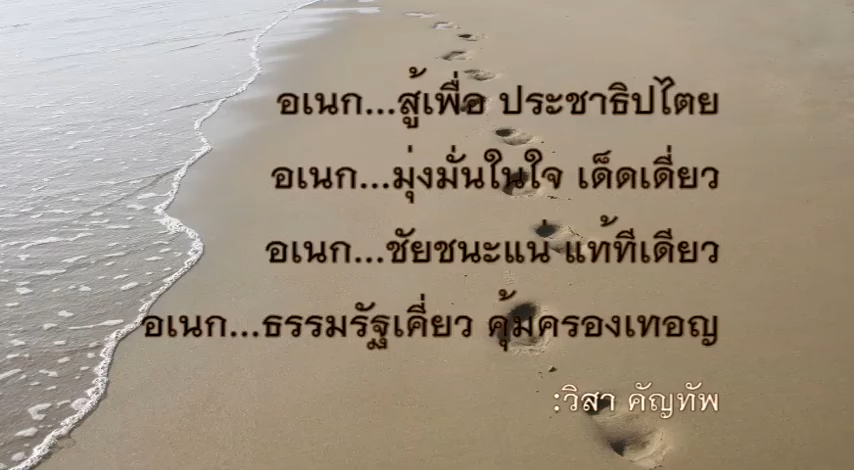 อเนก...สู้เพื่อ ประชาธิปไตย
อเนก...มุ่งมั่นในใจ เด็ดเดี่ยว
อเนก...ชัยชนะแน่ แท้ทีเดียว
อเนก...ธรรมรัฐเคี่ยว คุ้มครองเทอญ
:วิสา คัญทัพ